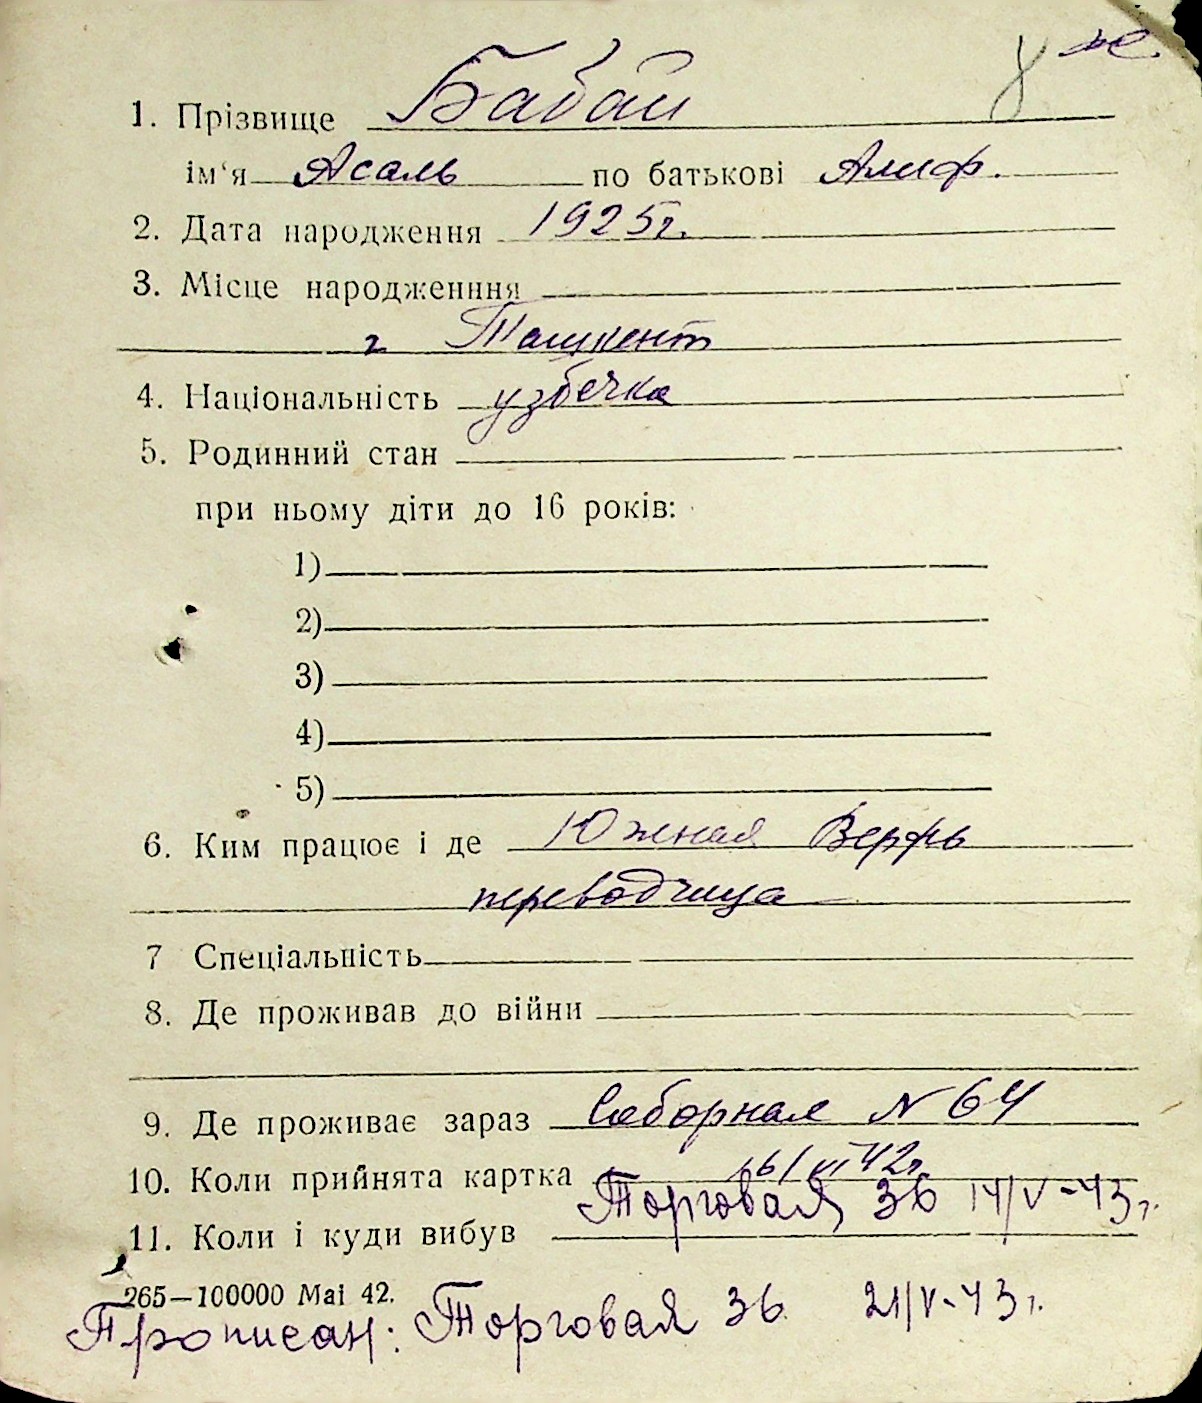 же
1. Прізвище Бабай
ім'я Асаль по батькові Алиф.
2. Дата народження 1925г.
3. Місце народженння
г Ташкент
4. Національність узбечка
5. Родинний стан
при ньому діти до 16 років:
1)
2)
3)
4)
5)
6. Ким працює і де Южная Верфь
переводчица
7 Спеціальність
8. Де проживав до війни
9. Де проживає зараз Соборная N 64
10. Коли прийнята картка 16/VI 42г.
Торговая 36 14/V-43г.
11. Коли і куди вибув
265—100000 Mai 42.
Прописан: Торговая 36 21/V-43г.